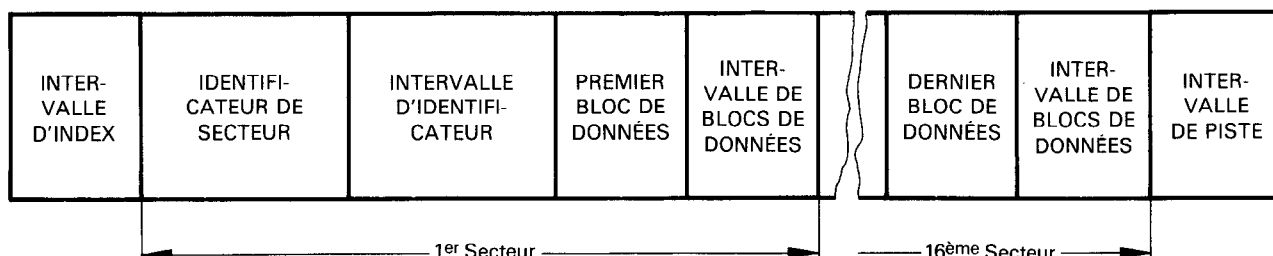 INTER-
VALLE
D'INDEX
IDENTIFI-
CATEUR DE
SECTEUR
INTERVALLE
D'IDENTIFI-
CATEUR
PREMIER
BLOC DE
DONNÉES
INTER-
VALLE DE
BLOCS DE
DONNÉES
DERNIER
BLOC DE
DONNÉES
INTER-
VALLE DE
BLOCS DE
DONNÉES
INTER-
VALLE
DE PISTE
1er Secteur
16ème Secteur